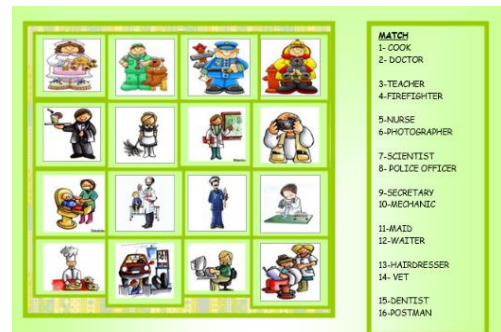 MATCH
1- COOK
2- DOCTOR
3-TEACHER
4-FIREFIGHTER
5-NURSE
6-PHOTOGRAPHER
7-SCIENTIST
8- POLICE OFFICER
9-SECRETARY
10-MECHANIC
11-MAID
12-WAITER
13-HAIRDRESSER
14- VET
15-DENTIST
16-POSTMAN